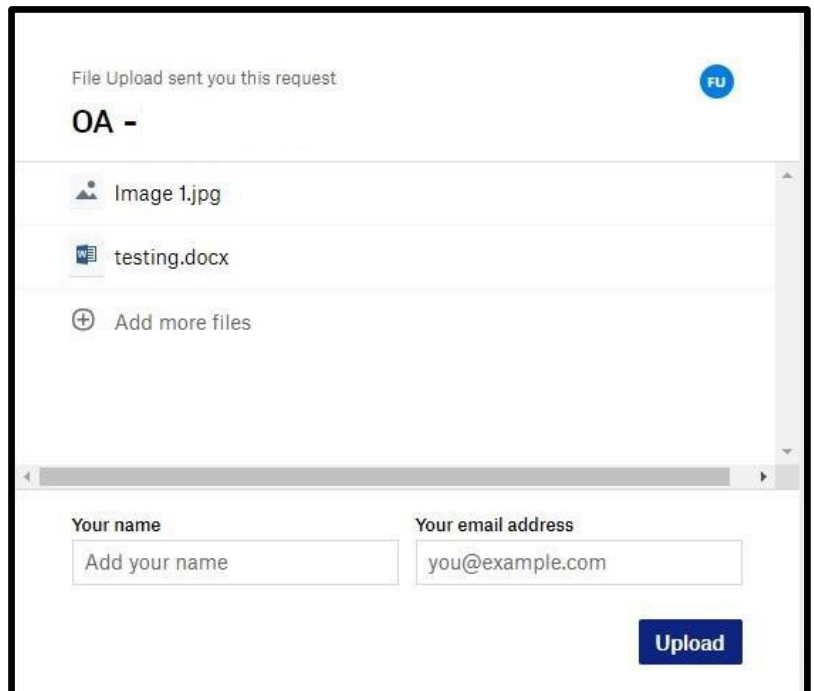 File Upload sent you this request
FU
OA -
Image 1.jpg
testing.docx
Add more files
Your name
Your email address
Add your name
you@example.com
Upload